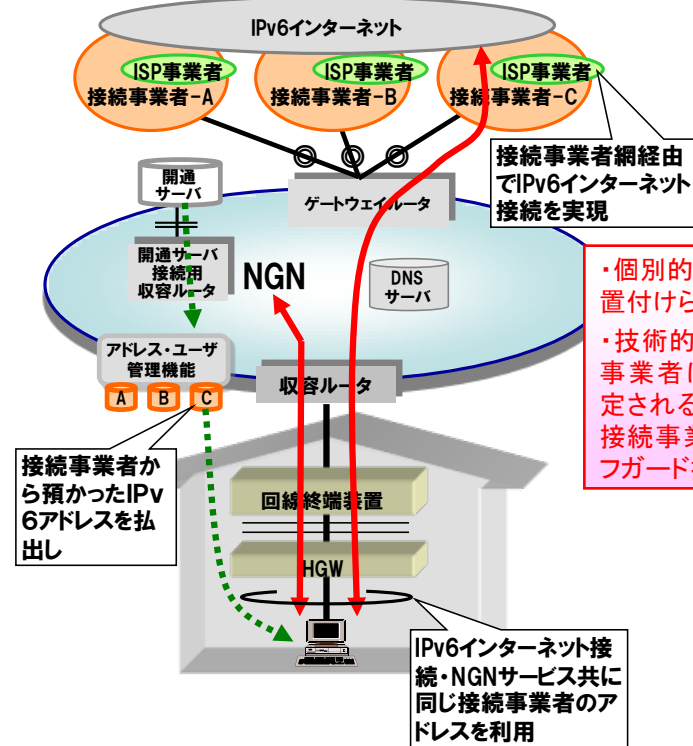 IPv6インターネット
ISP事業者
接続事業者-A
ISP事業者
接続事業者-B
ISP事業者
接続事業者-C
接続事業者網経由
でIPv6インターネット
接続を実現
開通
サーバ
ゲートウェイルータ
開通サーバ
接続用
収容ルータ
NGN
DNS
サーバ
・個別的
置付けら
・技術的
事業者に
定される
接続事業
フガード
アドレス・ユーザ
管理機能
A
B
C
収容ルータ
接続事業者か
ら預かったIPv
6アドレスを払
出し
回線終端装置
HGW
IPv6インターネット接
続・NGNサービス共に
同じ接続事業者のア
ドレスを利用